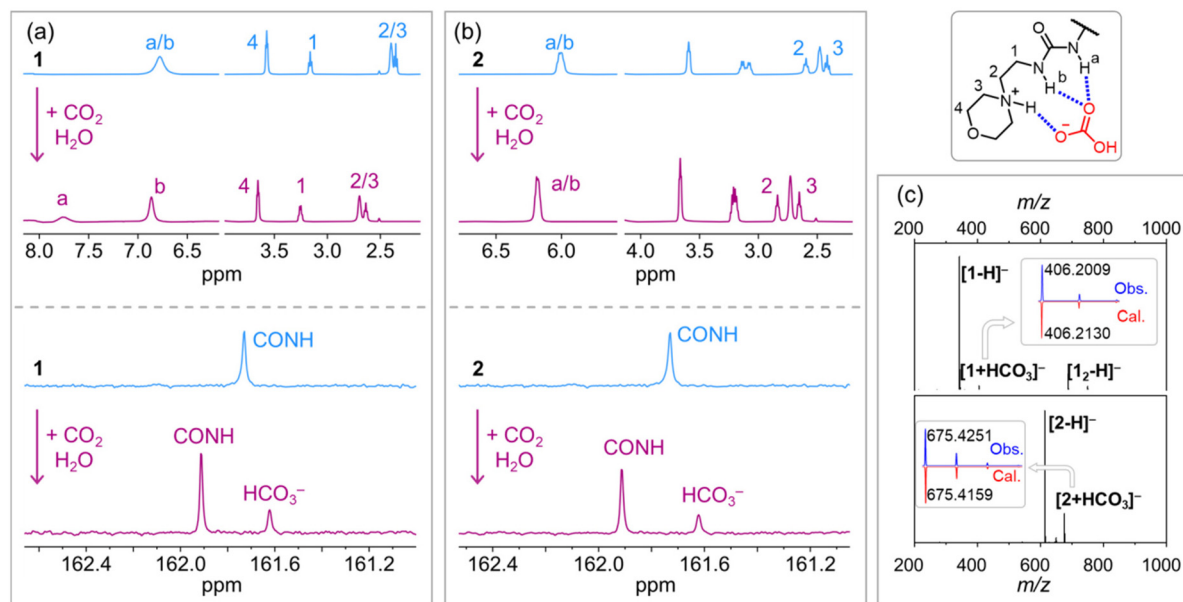 (a)
1
a/b
4
1
2/3
+ CO₂
H₂O
a
b
4
1
2/3
8.0 7.5 7.0 6.5 3.5 3.0 2.5
ppm
1
CONH
+ CO₂
H₂O
CONH
HCO₃⁻
162.4 162.0 161.6 161.2
ppm
(b)
2
a/b
2
3
+ CO₂
H₂O
a/b
2
3
6.5 6.0 4.0 3.5 3.0 2.5
ppm
2
CONH
+ CO₂
H₂O
CONH
HCO₃⁻
162.4 162.0 161.6 161.2
ppm
O
1
N
N
2
H
H
a
b
3
4
N
+
H
O
O
−
O
OH
(c)
m/z
200 400 600 800 1000
[1-H]⁻
406.2009
Obs.
Cal.
406.2130
[1+HCO₃]⁻
[1₂-H]⁻
[2-H]⁻
675.4251
Obs.
Cal.
675.4159
[2+HCO₃]⁻
200 400 600 800 1000
m/z